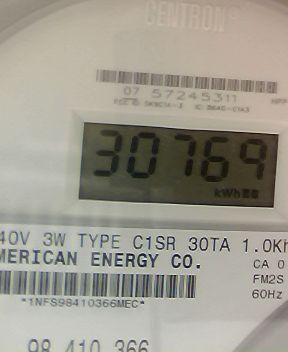 CENTRON®
07 57245311
30769
kWh
40V 3W TYPE C1SR 30TA 1.0Kh
MERICAN ENERGY CO.
CA 0
FM2S
*1NFS98410366MEC*
60Hz
98 410 366